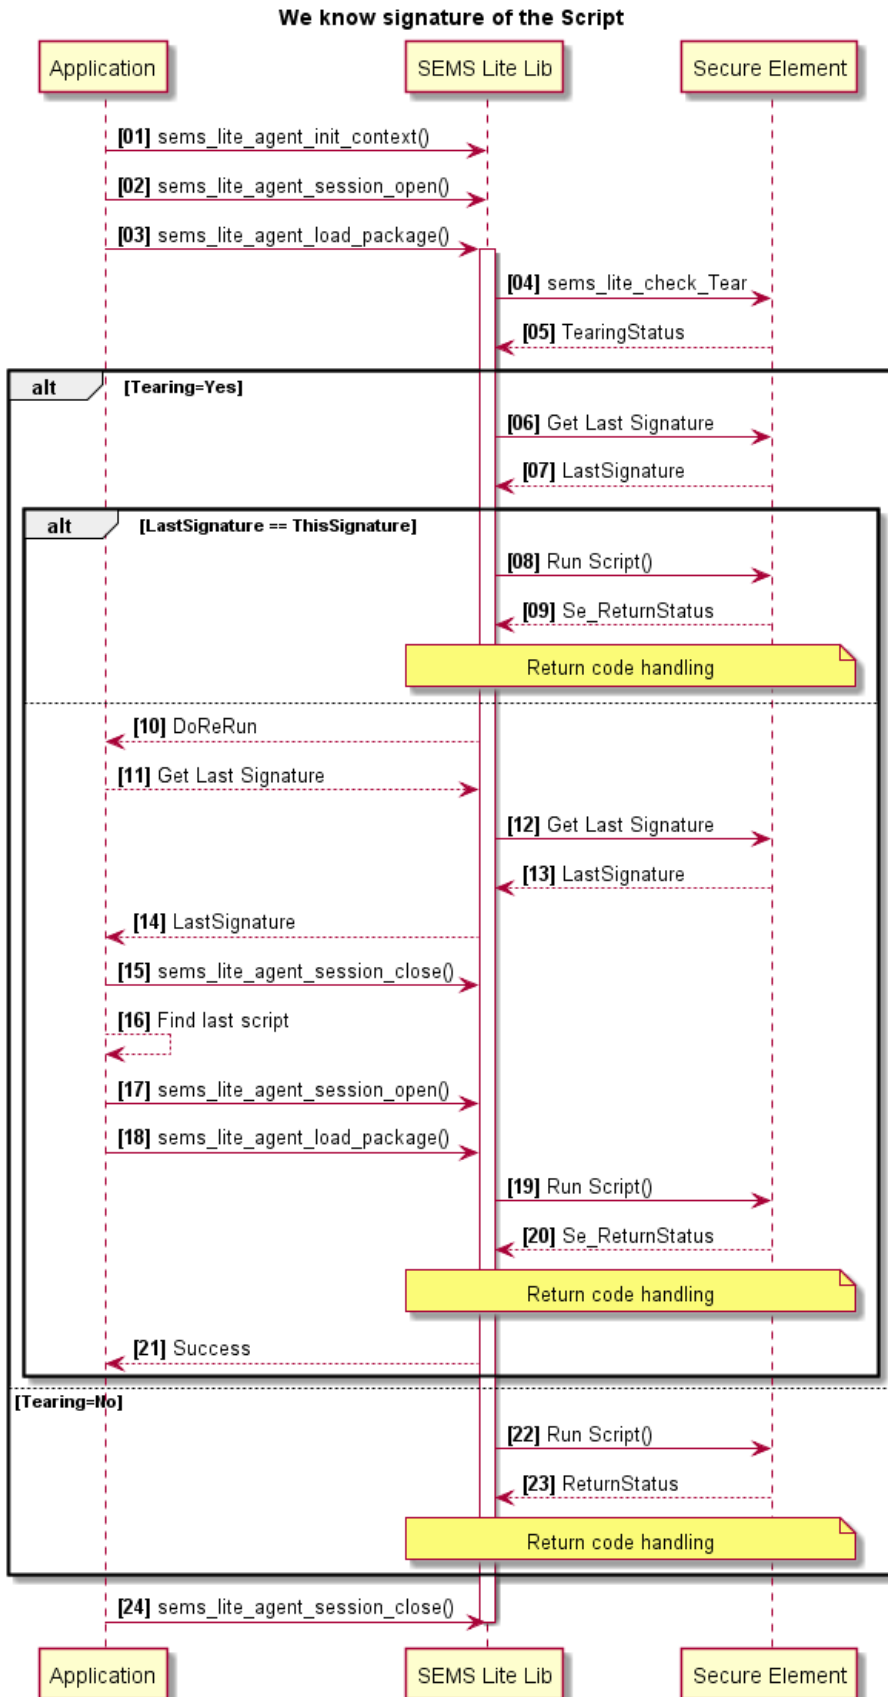 We know signature of the Script
Application
SEMS Lite Lib
Secure Element
[01] sems_lite_agent_init_context()
[02] sems_lite_agent_session_open()
[03] sems_lite_agent_load_package()
[04] sems_lite_check_Tear
[05] TearingStatus
alt
[Tearing=Yes]
[06] Get Last Signature
[07] LastSignature
alt
[LastSignature == ThisSignature]
[08] Run Script()
[09] Se_ReturnStatus
Return code handling
[10] DoReRun
[11] Get Last Signature
[12] Get Last Signature
[13] LastSignature
[14] LastSignature
[15] sems_lite_agent_session_close()
[16] Find last script
[17] sems_lite_agent_session_open()
[18] sems_lite_agent_load_package()
[19] Run Script()
[20] Se_ReturnStatus
Return code handling
[21] Success
[Tearing=No]
[22] Run Script()
[23] ReturnStatus
Return code handling
[24] sems_lite_agent_session_close()
Application
SEMS Lite Lib
Secure Element